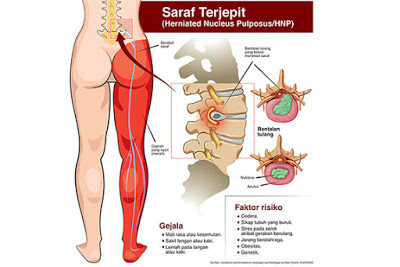 Saraf Terjepit
(Herniated Nucleus Pulposus/HNP)
Serabut
saraf
Bantalan tulang
yang keluar
menekan saraf.
Daerah
yang nyeri
Bantalan
tulang
Nukleus
Anulus
Gejala
• Mati rasa atau kesemutan.
• Sakit lengan atau kaki.
• Lemah pada tangan
atau kaki.
Faktor risiko
• Cedera.
• Sikap tubuh yang buruk.
• Stres pada sendi
akibat gerakan berulang.
• Jarang berolahraga.
• Obesitas.
• Genetik.